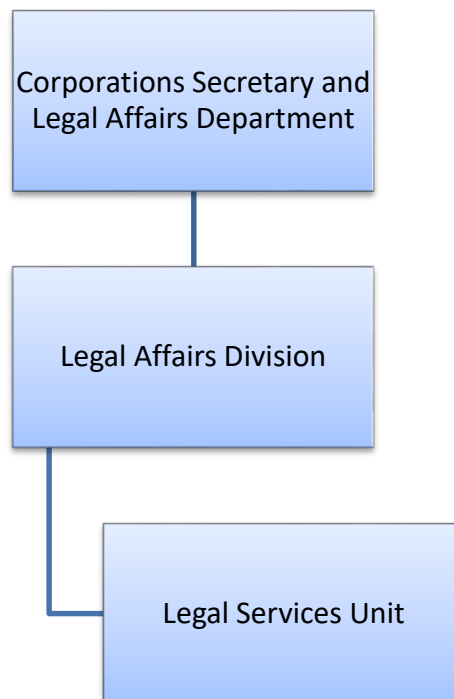 Corporations Secretary and
Legal Affairs Department
Legal Affairs Division
Legal Services Unit